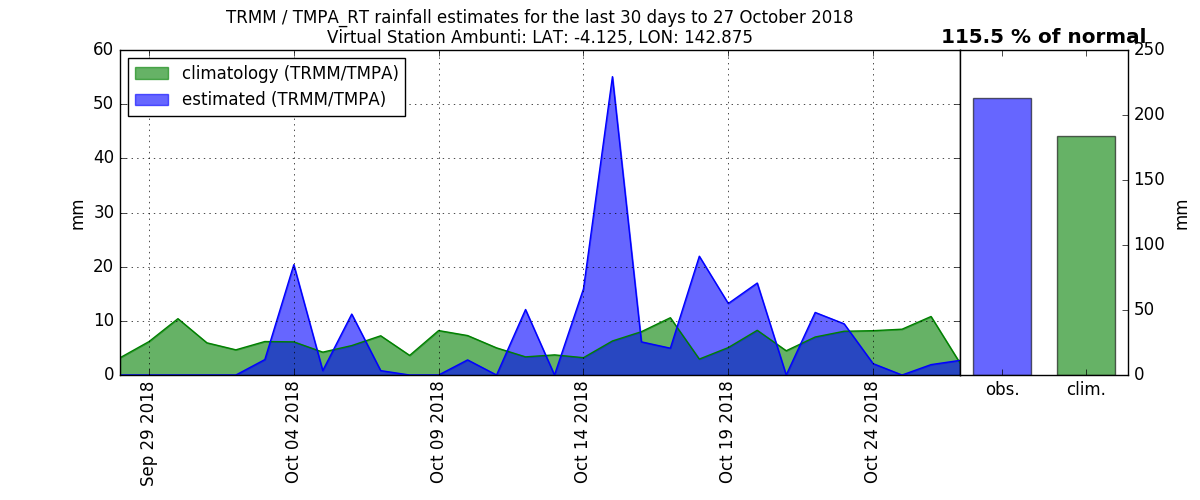 TRMM / TMPA_RT rainfall estimates for the last 30 days to 27 October 2018
Virtual Station Ambunti: LAT: -4.125, LON: 142.875
115.5 % of normal
climatology (TRMM/TMPA)
estimated (TRMM/TMPA)
60
50
40
30
20
10
0
mm
Sep 29 2018
Oct 04 2018
Oct 09 2018
Oct 14 2018
Oct 19 2018
Oct 24 2018
250
200
150
100
50
0
mm
obs.
clim.